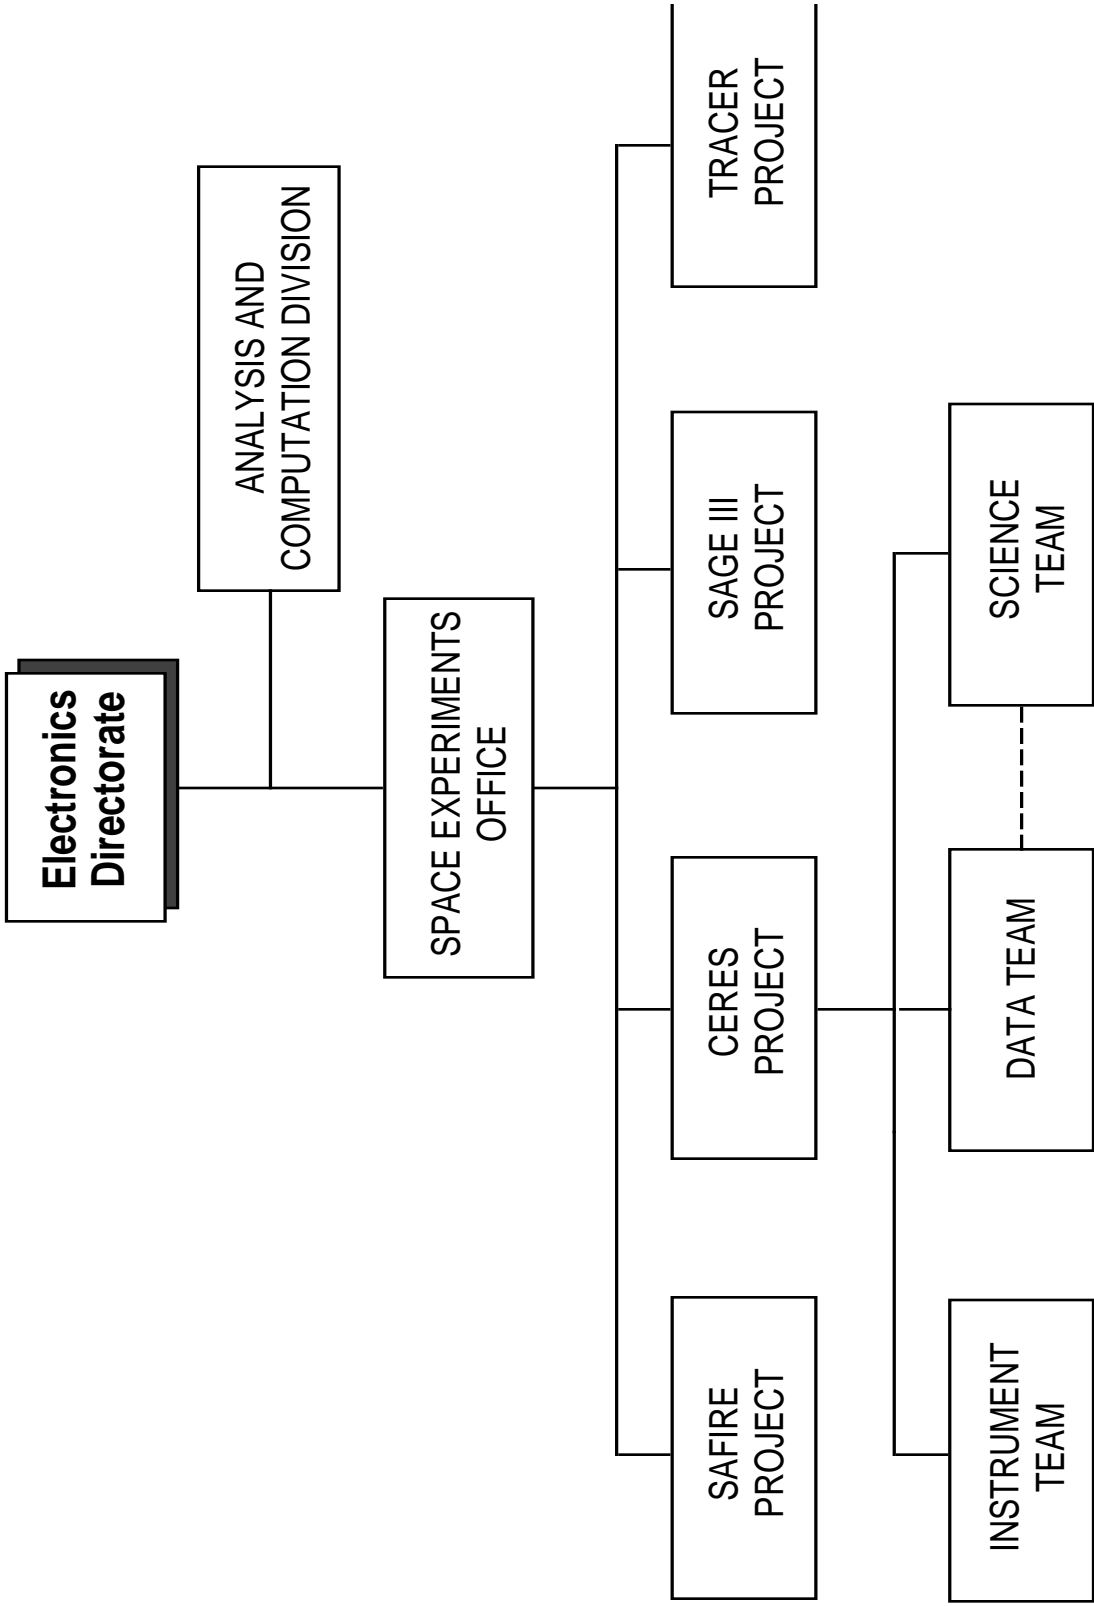 Electronics
Directorate
ANALYSIS AND
COMPUTATION DIVISION
SPACE EXPERIMENTS
OFFICE
SAFIRE
PROJECT
CERES
PROJECT
SAGE III
PROJECT
TRACER
PROJECT
INSTRUMENT
TEAM
DATA TEAM
SCIENCE
TEAM